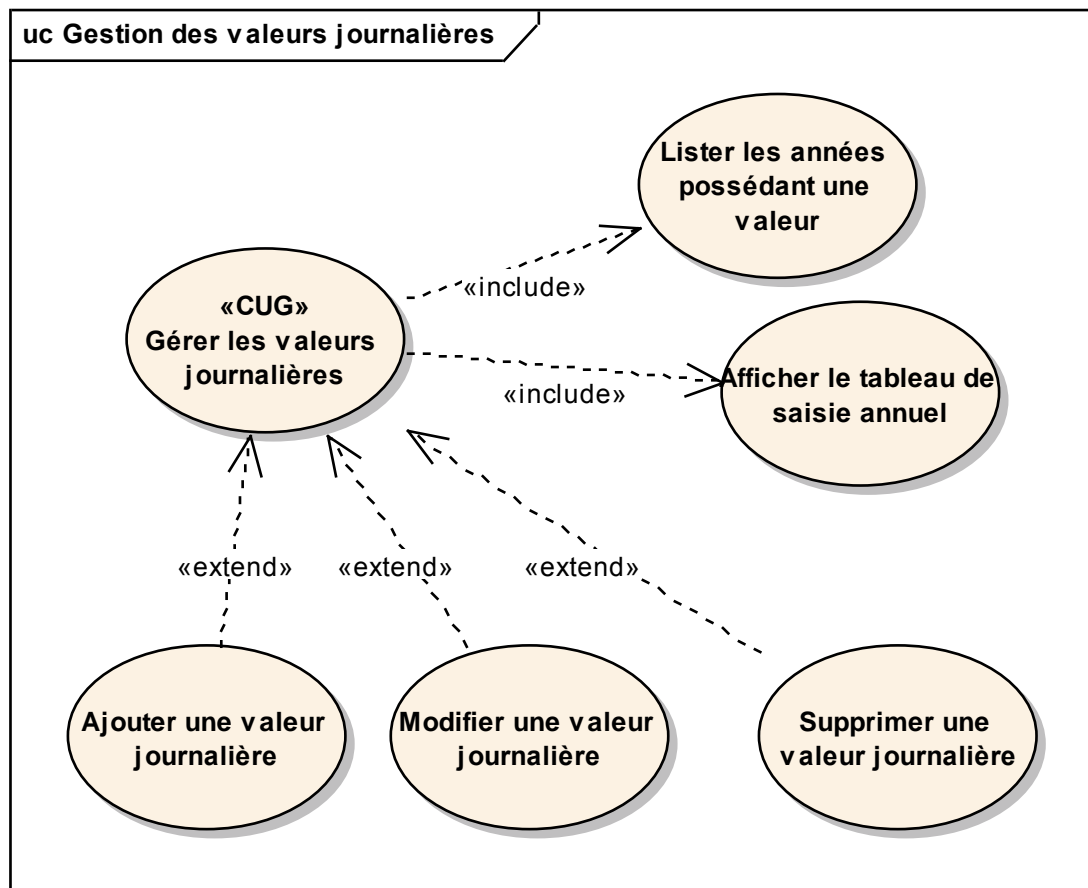 uc Gestion des valeurs journalières
Lister les années
possédant une
valeur
«CUG»
Gérer les valeurs
journalières
«include»
Afficher le tableau de
saisie annuel
«include»
«extend»
«extend»
«extend»
Ajouter une valeur
journalière
Modifier une valeur
journalière
Supprimer une
valeur journalière